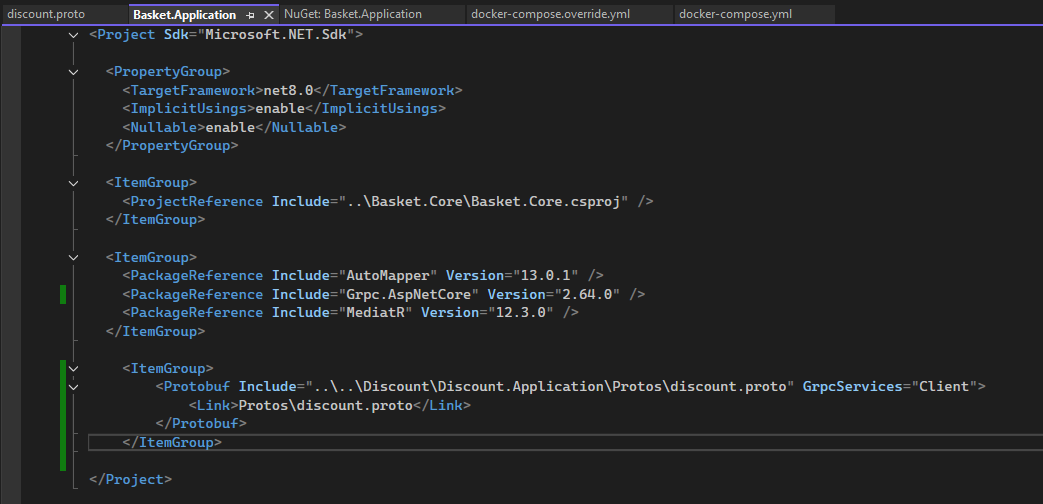 discount.proto
Basket.Application
NuGet: Basket.Application
docker-compose.override.yml
docker-compose.yml
<Project Sdk="Microsoft.NET.Sdk">
<PropertyGroup>
<TargetFramework>net8.0</TargetFramework>
<ImplicitUsings>enable</ImplicitUsings>
<Nullable>enable</Nullable>
</PropertyGroup>
<ItemGroup>
<ProjectReference Include="..\Basket.Core\Basket.Core.csproj" />
</ItemGroup>
<ItemGroup>
<PackageReference Include="AutoMapper" Version="13.0.1" />
<PackageReference Include="Grpc.AspNetCore" Version="2.64.0" />
<PackageReference Include="MediatR" Version="12.3.0" />
</ItemGroup>
<ItemGroup>
<Protobuf Include="..\..\Discount\Discount.Application\Protos\discount.proto" GrpcServices="Client">
<Link>Protos\discount.proto</Link>
</Protobuf>
</ItemGroup>
</Project>